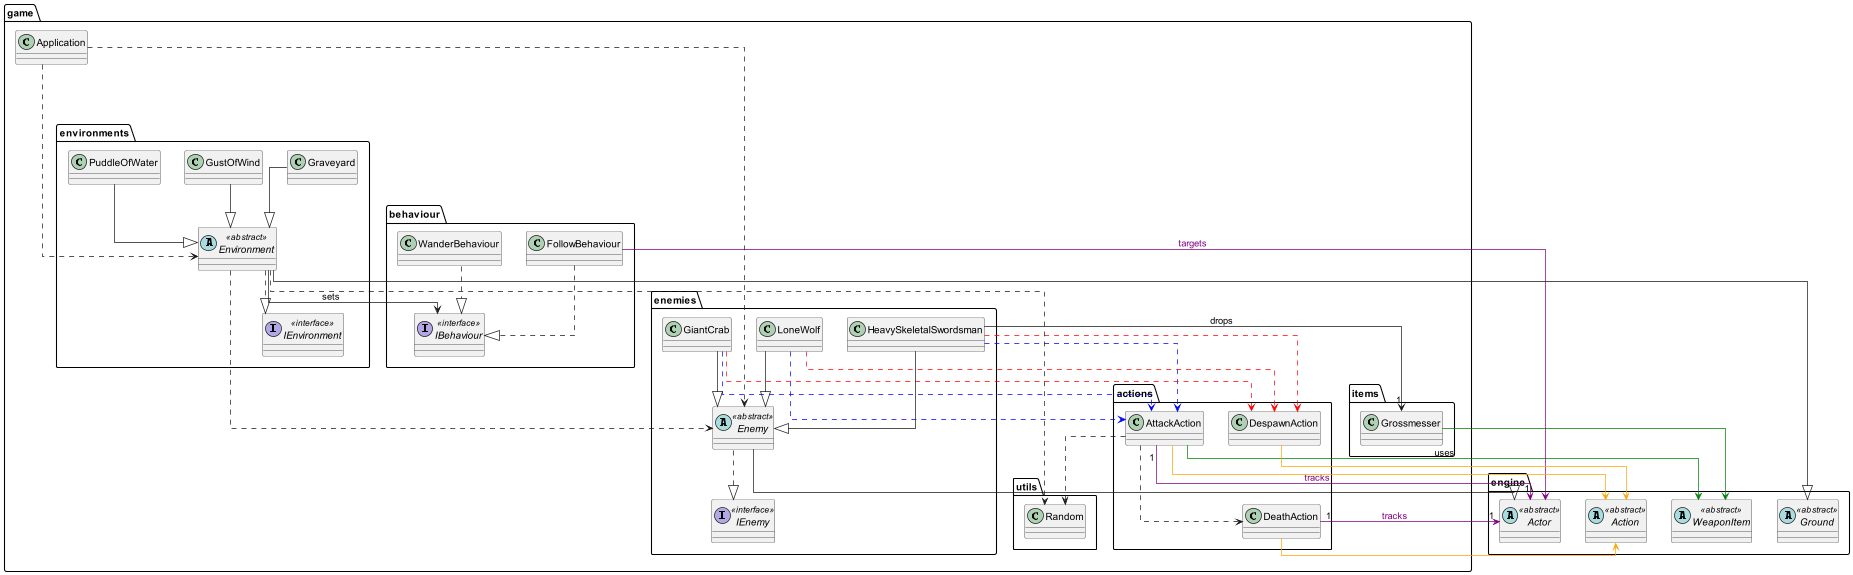 game
C Application
environments
C PuddleOfWater
C GustOfWind
C Graveyard
A «abstract»
Environment
sets
I «interface»
IEnvironment
behaviour
C WanderBehaviour
C FollowBehaviour
targets
I «interface»
IBehaviour
enemies
C GiantCrab
C LoneWolf
C HeavySkeletalSwordsman
drops
A «abstract»
Enemy
I «interface»
IEnemy
actions
C AttackAction
C DespawnAction
1
tracks
C DeathAction
1
tracks
1
utils
C Random
items
1
C Grossmesser
uses
engine
1
A «abstract»
Actor
A «abstract»
Action
A «abstract»
WeaponItem
A «abstract»
Ground